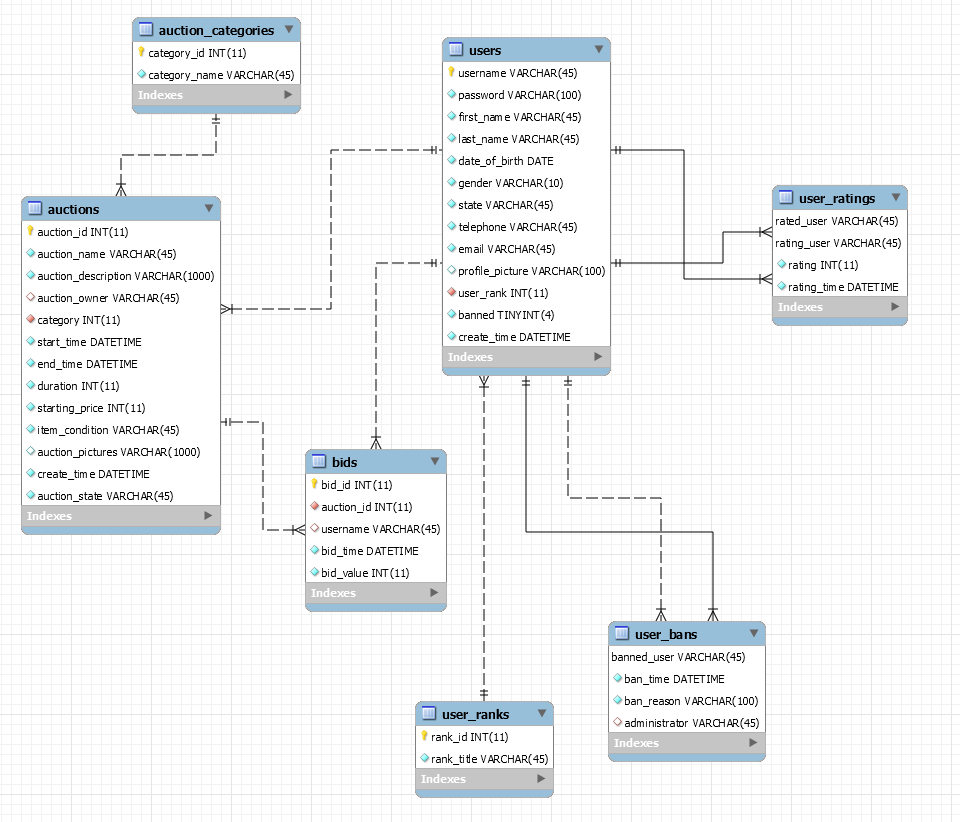 auction_categories
category_id INT(11)
category_name VARCHAR(45)
Indexes
users
username VARCHAR(45)
password VARCHAR(100)
first_name VARCHAR(45)
last_name VARCHAR(45)
date_of_birth DATE
gender VARCHAR(10)
state VARCHAR(45)
telephone VARCHAR(45)
email VARCHAR(45)
profile_picture VARCHAR(100)
user_rank INT(11)
banned TINYINT(4)
create_time DATETIME
Indexes
user_ratings
rated_user VARCHAR(45)
rating_user VARCHAR(45)
rating INT(11)
rating_time DATETIME
Indexes
auctions
auction_id INT(11)
auction_name VARCHAR(45)
auction_description VARCHAR(1000)
auction_owner VARCHAR(45)
category INT(11)
start_time DATETIME
end_time DATETIME
duration INT(11)
starting_price INT(11)
item_condition VARCHAR(45)
auction_pictures VARCHAR(1000)
create_time DATETIME
auction_state VARCHAR(45)
Indexes
bids
bid_id INT(11)
auction_id INT(11)
username VARCHAR(45)
bid_time DATETIME
bid_value INT(11)
Indexes
user_bans
banned_user VARCHAR(45)
ban_time DATETIME
ban_reason VARCHAR(100)
administrator VARCHAR(45)
Indexes
user_ranks
rank_id INT(11)
rank_title VARCHAR(45)
Indexes